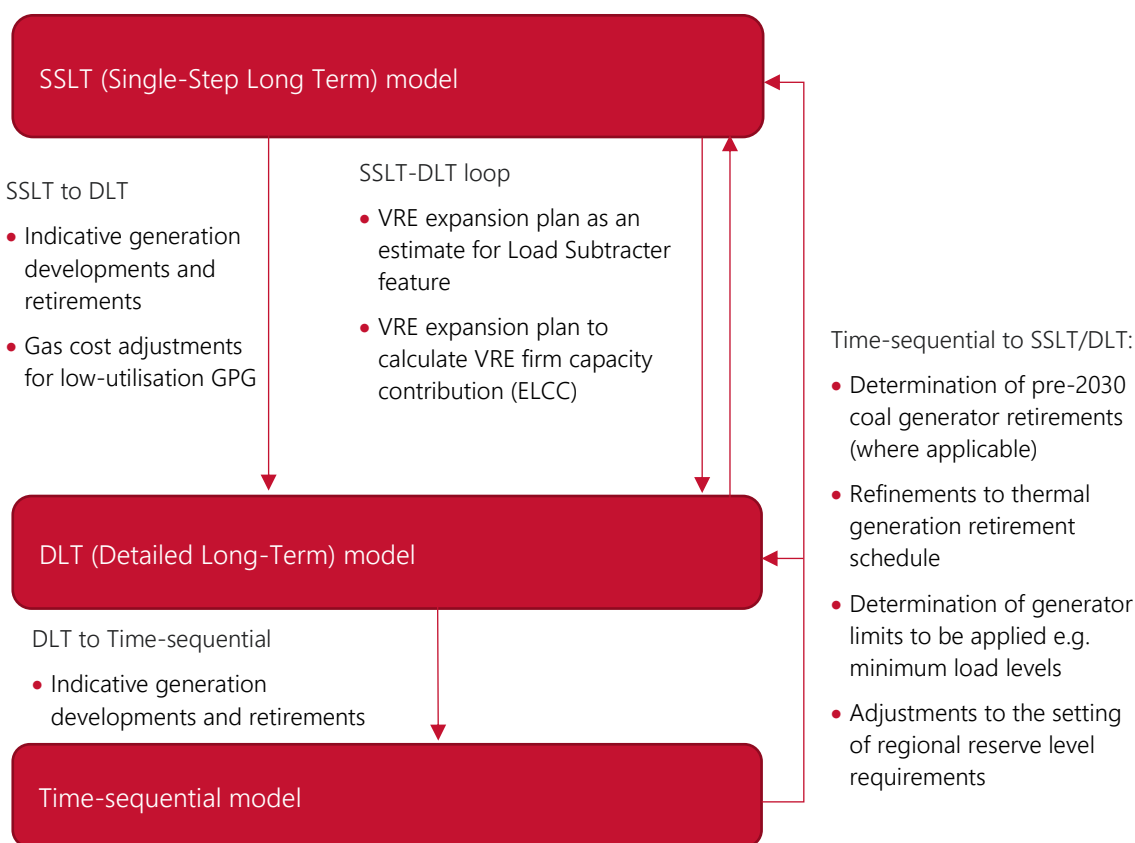 SSLT (Single-Step Long Term) model
SSLT to DLT
• Indicative generation
developments and
retirements
• Gas cost adjustments
for low-utilisation GPG
SSLT-DLT loop
• VRE expansion plan as an
estimate for Load Subtracter
feature
• VRE expansion plan to
calculate VRE firm capacity
contribution (ELCC)
Time-sequential to SSLT/DLT:
• Determination of pre-2030
coal generator retirements
(where applicable)
• Refinements to thermal
generation retirement
schedule
• Determination of generator
limits to be applied e.g.
minimum load levels
• Adjustments to the setting
of regional reserve level
requirements
DLT (Detailed Long-Term) model
DLT to Time-sequential
• Indicative generation
developments and retirements
Time-sequential model